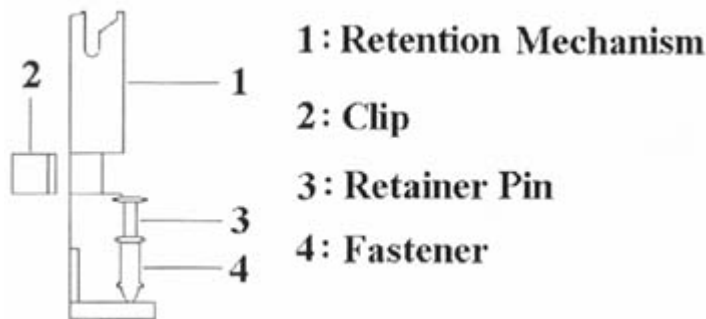 1: Retention Mechanism
2
1
2: Clip
3: Retainer Pin
3
4: Fastener
4